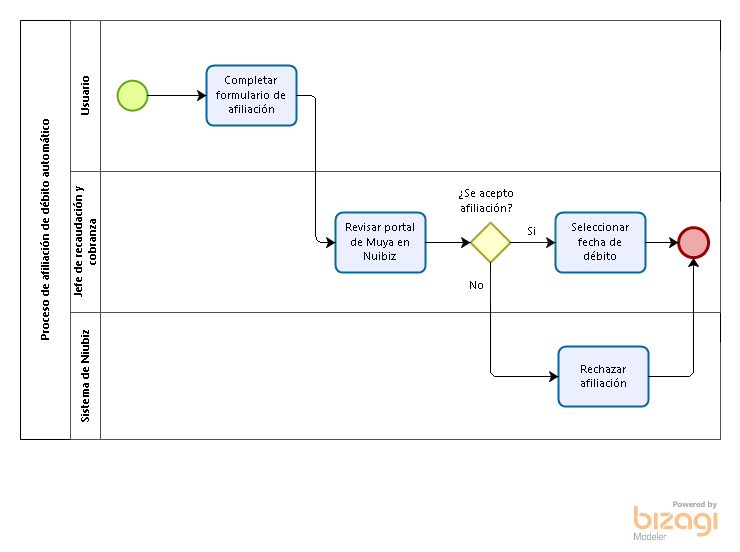 Proceso de afiliación de débito automático
Usuario
Completar
formulario de
afiliación
Jefe de recaudación y
cobranza
Revisar portal
de Muya en
Nuibiz
¿Se acepto
afiliación?
Si
No
Seleccionar
fecha de
débito
Sistema de Niubiz
Rechazar
afiliación
Powered by
bizagi
Modeler